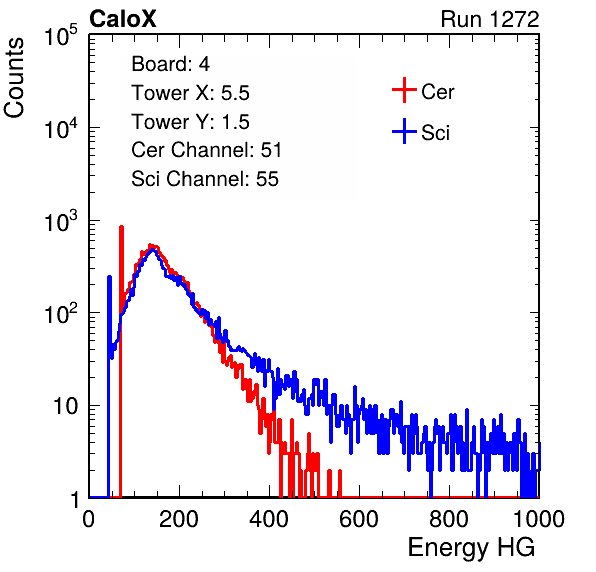 CaloX Run 1272
Counts
Board: 4
Tower X: 5.5
Tower Y: 1.5
Cer Channel: 51
Sci Channel: 55
Cer
Sci
10^5
10^4
10^3
10^2
10
1
0 200 400 600 800 1000
Energy HG